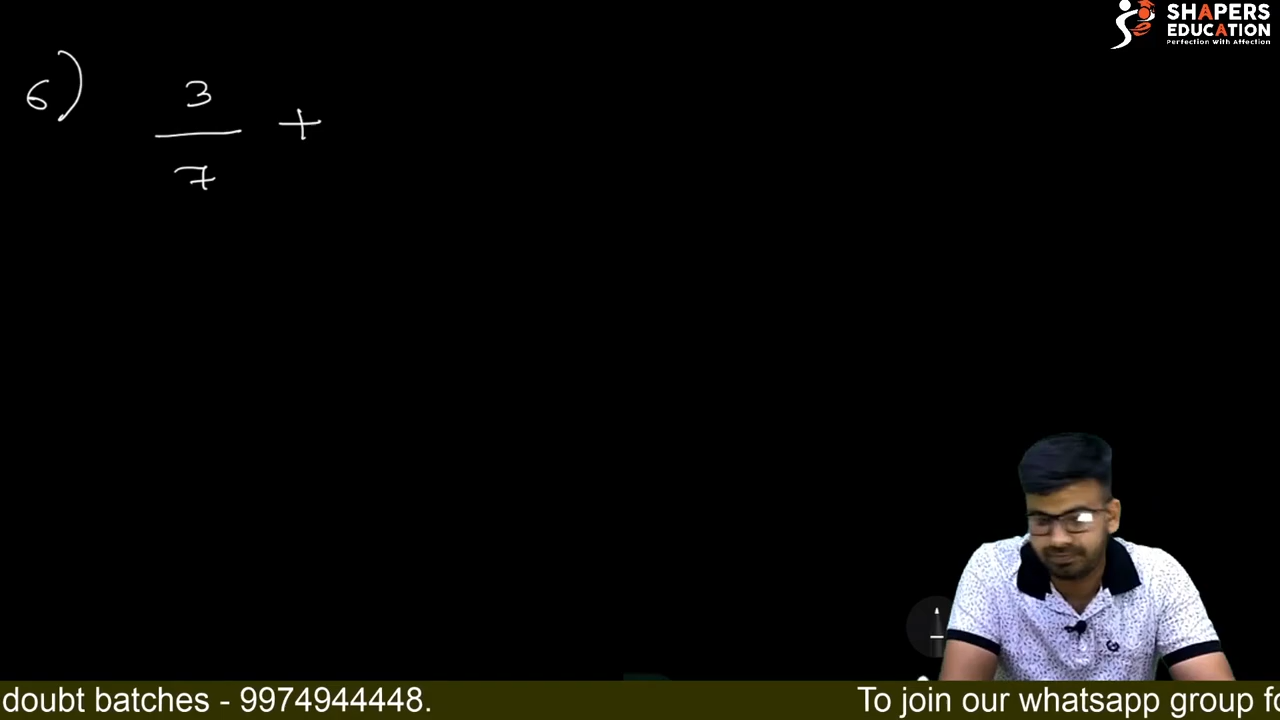 SHAPERS
EDUCATION
Perfection With Affection
6) 3/7 +
doubt batches - 9974944448. To join our whatsapp group fo